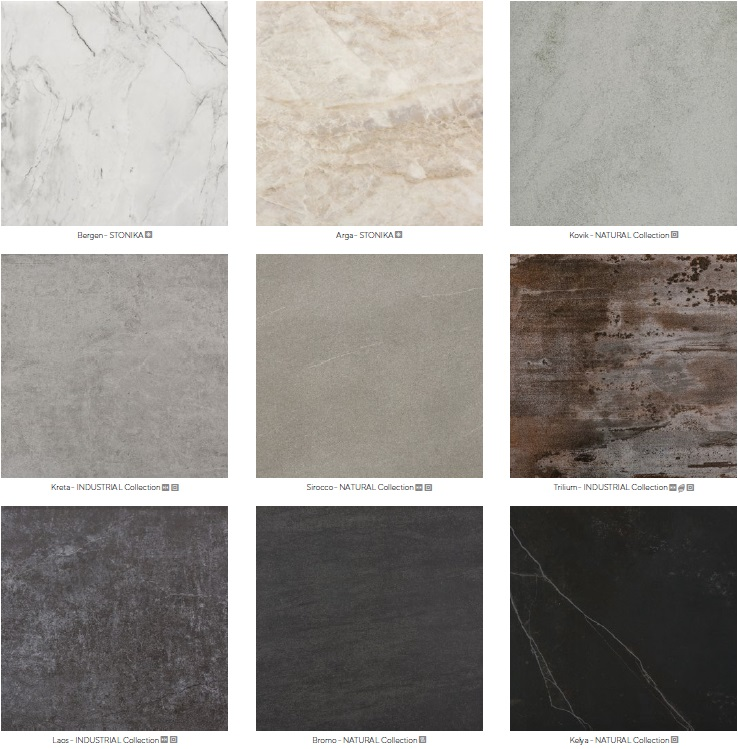 Bergen - STONIKA
Arga - STONIKA
Kovik - NATURAL Collection
Kreta - INDUSTRIAL Collection
Sirocco - NATURAL Collection
Trilium - INDUSTRIAL Collection
Laos - INDUSTRIAL Collection
Bromo - NATURAL Collection
Kelya - NATURAL Collection